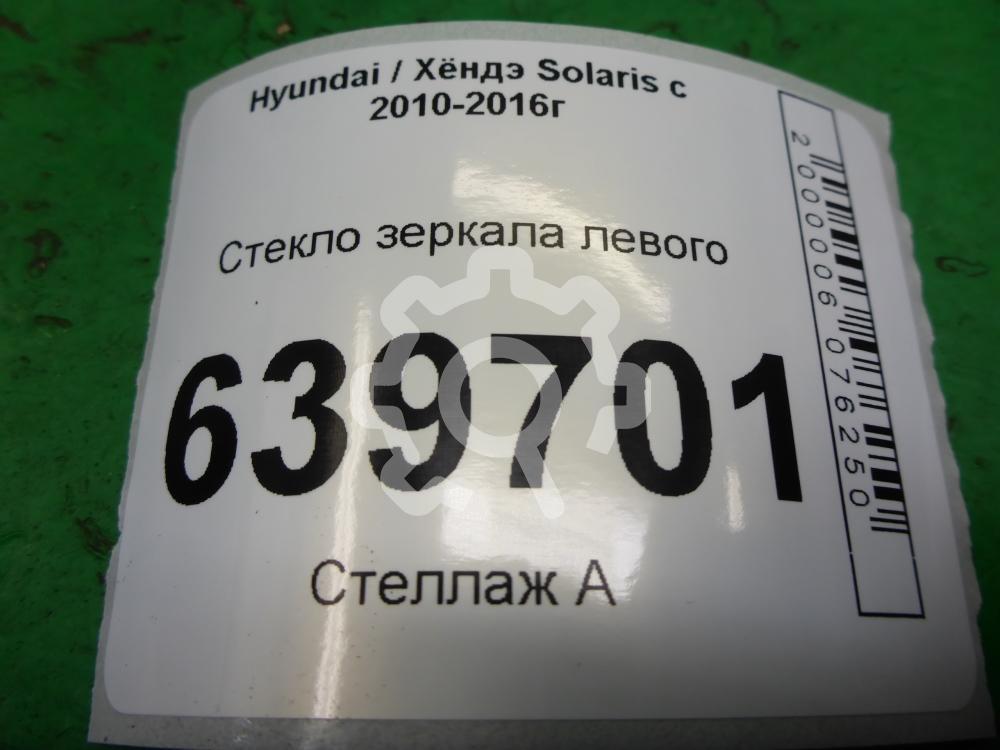 Hyundai / Хёндэ Solaris с
2010-2016г
Стекло зеркала левого
639701
Стеллаж А
2000006076250